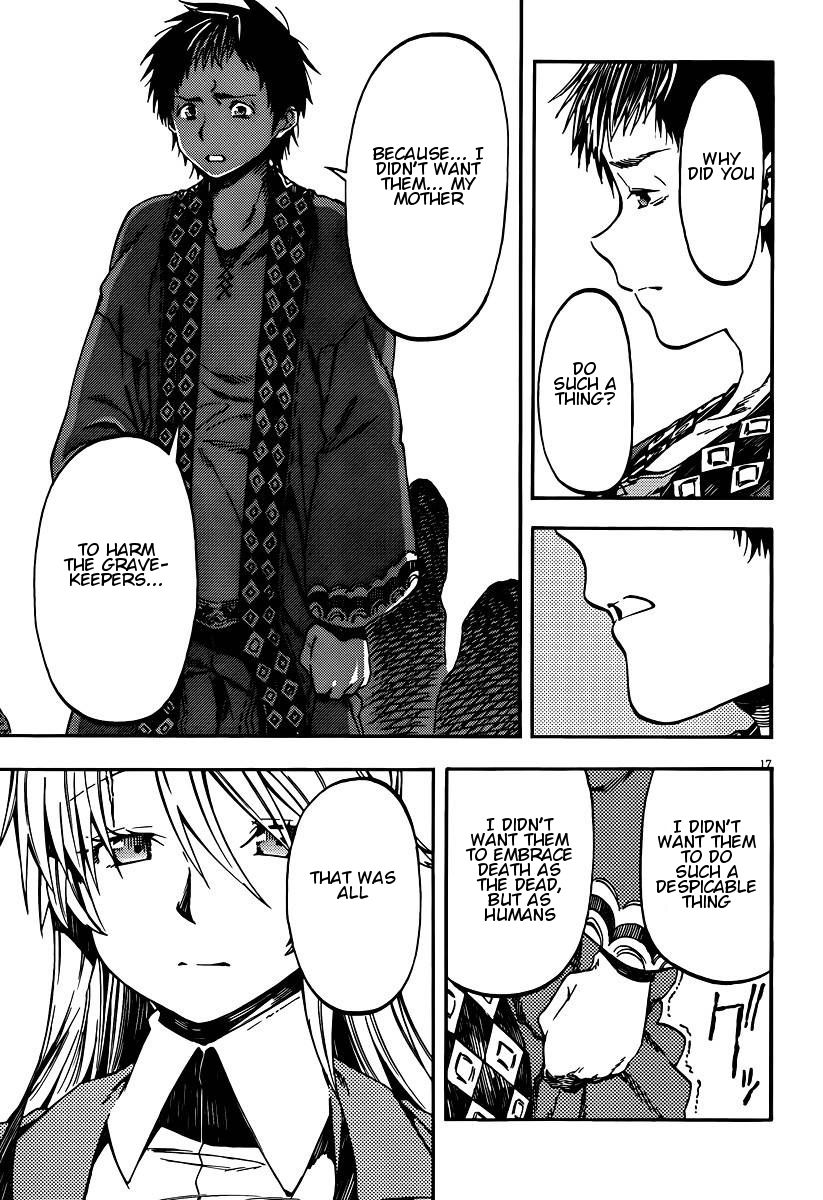 WHY
DID YOU
DO
SUCH A
THING?
BECAUSE... I
DIDN'T WANT
THEM... MY
MOTHER
TO HARM
THE GRAVE-
KEEPERS...
17
I DIDN'T
WANT THEM
TO DO
SUCH A
DESPICABLE
THING
I DIDN'T
WANT THEM
TO EMBRACE
DEATH AS
THE DEAD,
BUT AS
HUMANS
グ
THAT WAS
ALL